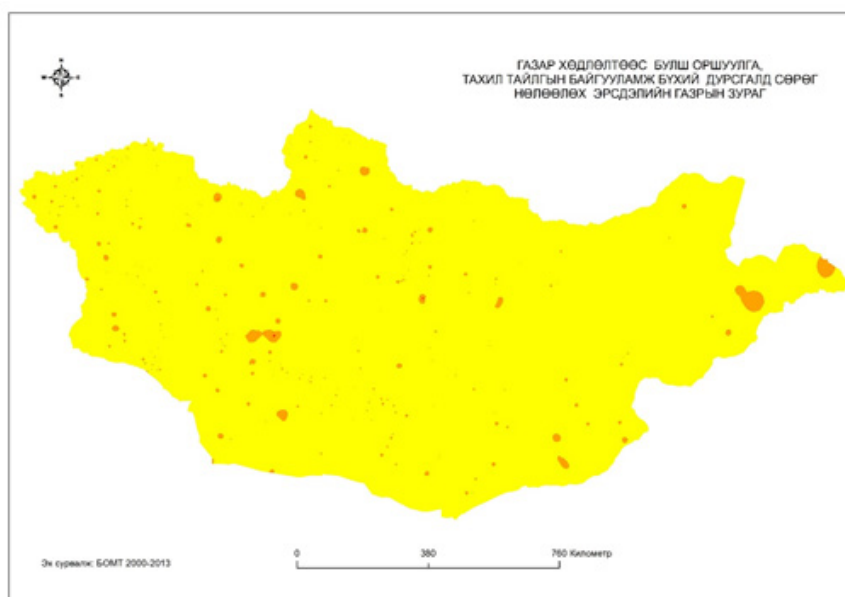 ГАЗАР ХӨДЛӨЛТӨӨС БУЛШ ОРШУУЛГА,
ТАХИЛ ТАЙЛГЫН БАЙГУУЛАМЖ БҮХИЙ ДУРСГАЛД СӨРӨГ
НӨЛӨӨЛӨХ ЭРСДЭЛИЙН ГАЗРЫН ЗУРАГ
0 380 760 Километр
Эх сурвалж: БОМТ 2000-2013